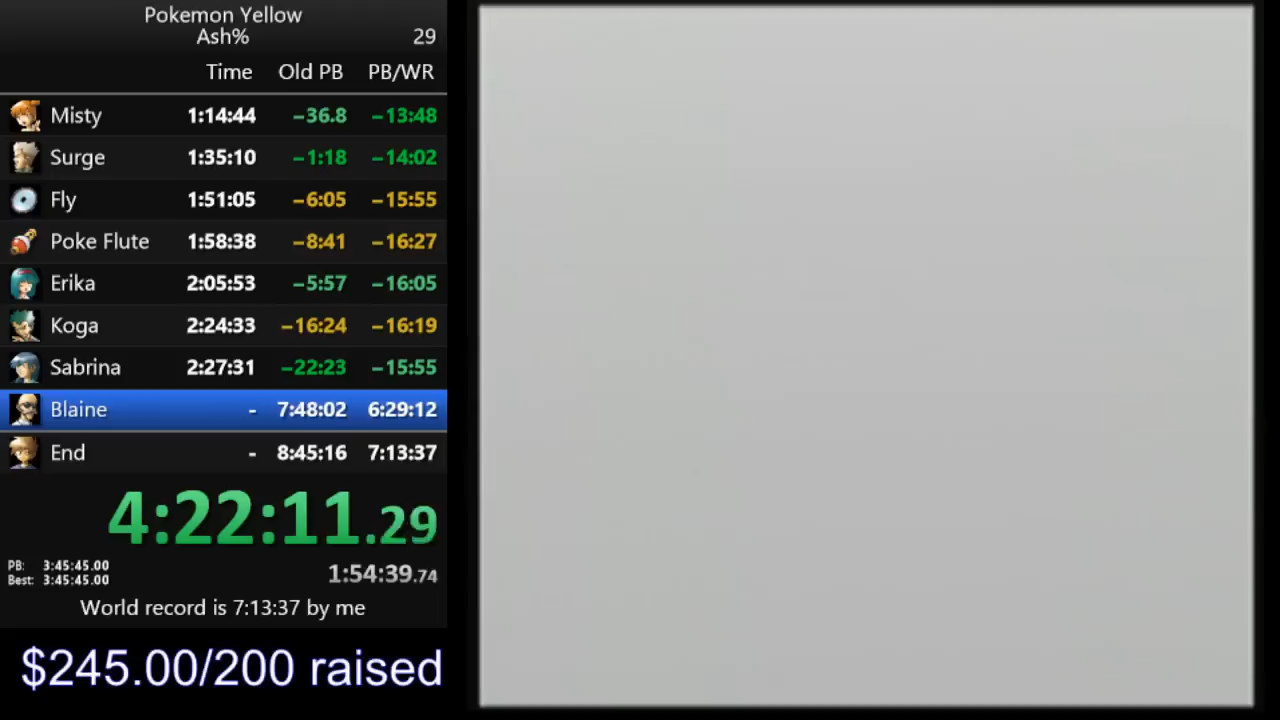 Pokemon Yellow
Ash% 29
Time Old PB PB/WR
Misty 1:14:44 −36.8 −13:48
Surge 1:35:10 −1:18 −14:02
Fly 1:51:05 −6:05 −15:55
Poke Flute 1:58:38 −8:41 −16:27
Erika 2:05:53 −5:57 −16:05
Koga 2:24:33 −16:24 −16:19
Sabrina 2:27:31 −22:23 −15:55
Blaine - 7:48:02 6:29:12
End - 8:45:16 7:13:37
4:22:11.29
PB: 3:45:45.00
Best: 3:45:45.00
1:54:39.74
World record is 7:13:37 by me
$245.00/200 raised